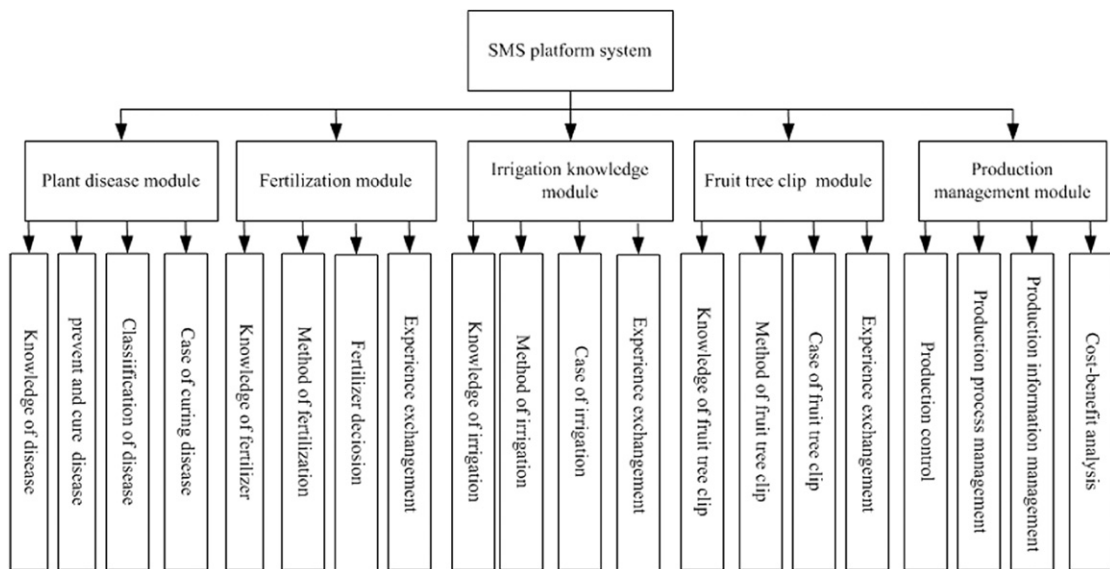 SMS platform system
Plant disease module
Fertilization module
Irrigation knowledge
module
Fruit tree clip module
Production
management module
Knowledge of disease
prevent and cure disease
Classiification of disease
Case of curing disease
Knowledge of fertilizer
Method of fertilization
Fertilizer deciosion
Experience exchangement
Knowledge of irrigation
Method of irrigation
Case of irrigation
Experience exchangement
Knowledge of fruit tree clip
Method of fruit tree clip
Case of fruit tree clip
Experience exchangement
Production control
Production process management
Production information management
Cost-benefit analysis